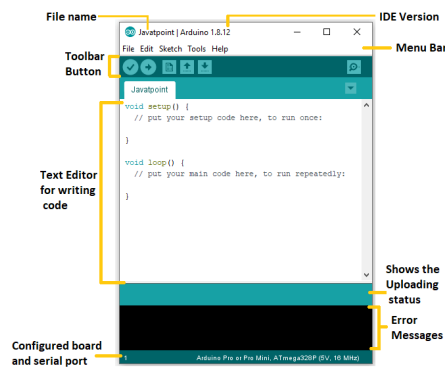 File name
IDE Version
Javatpoint | Arduino 1.8.12
File Edit Sketch Tools Help
Menu Bar
Toolbar
Button
Javatpoint
void setup() {
// put your setup code here, to run once:
}
void loop() {
// put your main code here, to run repeatedly:
}
Text Editor
for writing
code
Shows the
Uploading
status
Error
Messages
Configured board
and serial port
1
Arduino Pro or Pro Mini, ATmega328P (5V, 16 MHz)